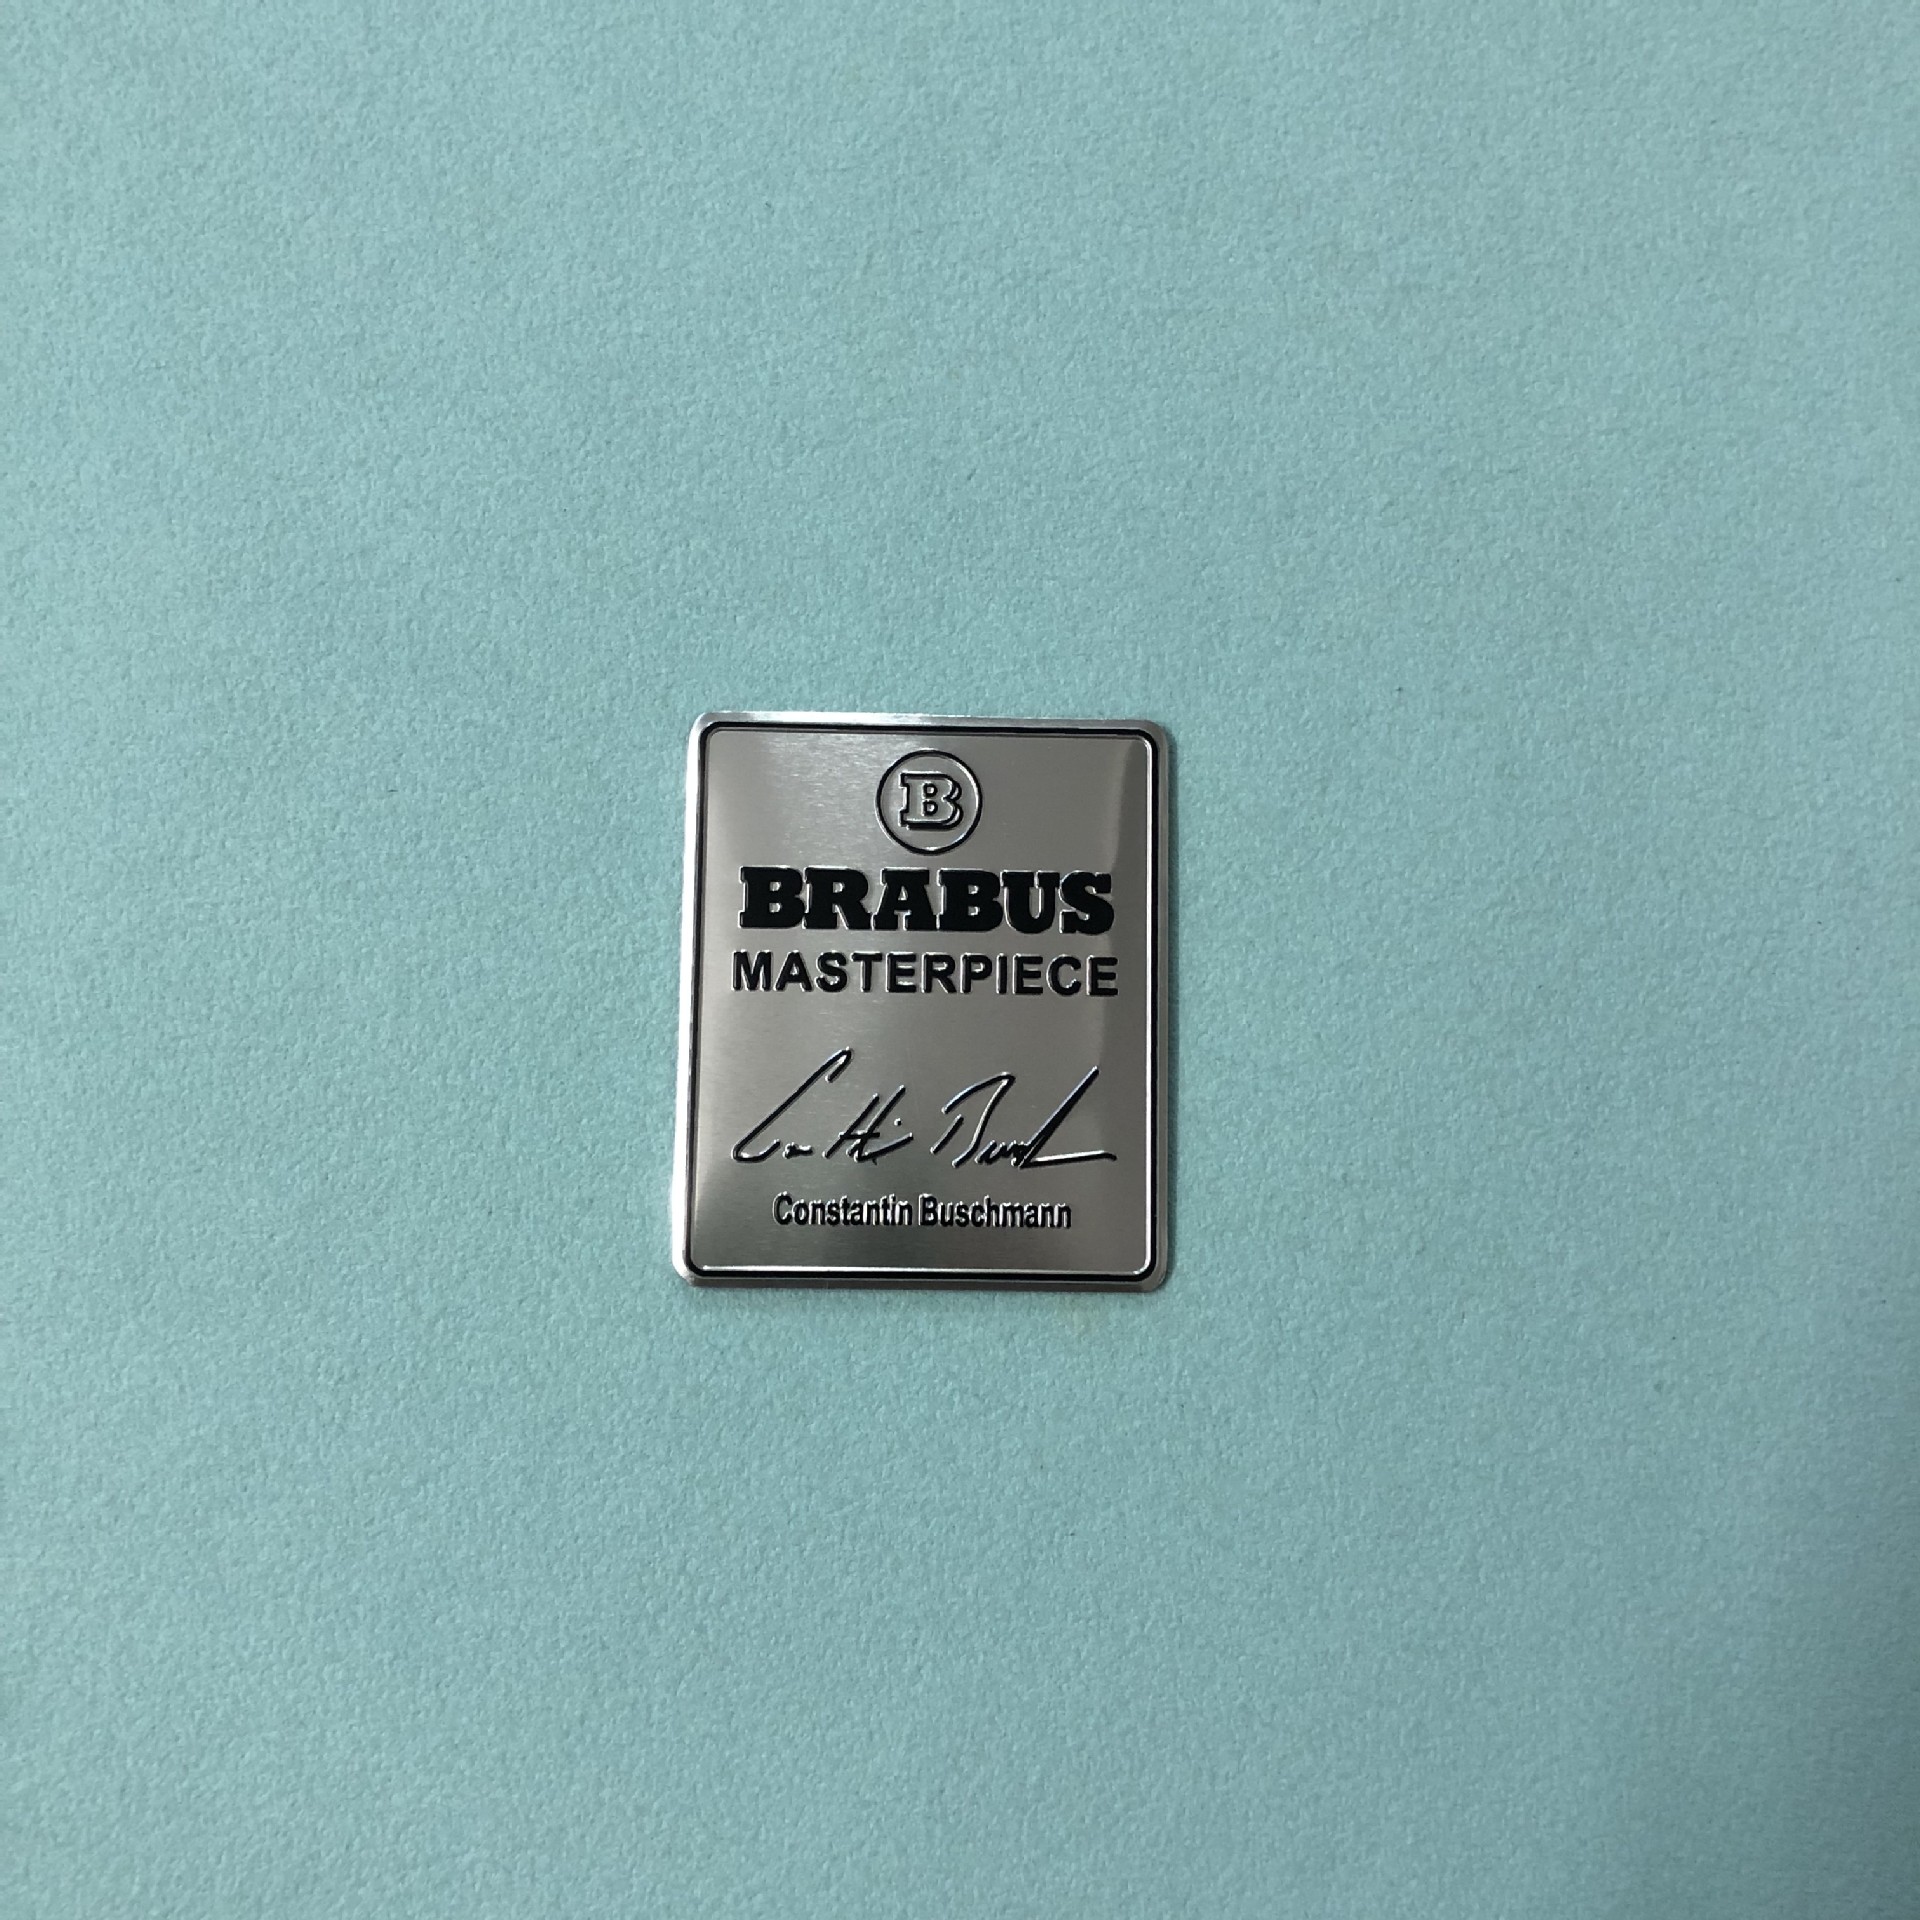 B
BRABUS
MASTERPIECE
Constantin Buschmann